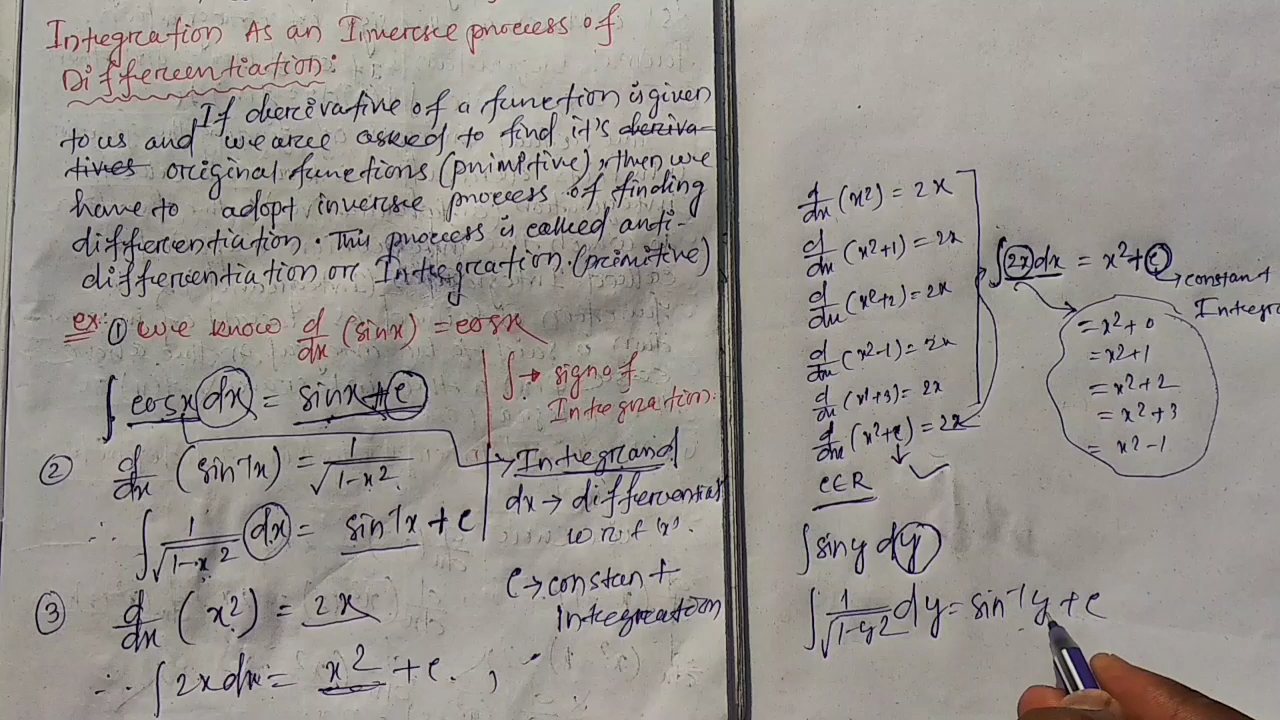 Integration As an Inverse process of
Differentiation:
If derivative of a function is given
to us and we are asked to find it's deriva-
tives original functions (primitive), then we
have to adopt inverse process of finding
differentiation. This process is called anti-
differentiation or Integration. (primitive)
ex: ① we know d/dx (sinx) = cosx
∫ cosx dx = sinx + c
∫ → sign of
Integration.
② d/dx (sin⁻¹x) = 1/√1-x²
∴ ∫ 1/√1-x² dx = sin⁻¹x + c
→ Integrand
dx → differential
w.r.t 'x'.
c → constant
Integration
③ d/dx (x²) = 2x
∴ ∫ 2x dx = x² + c.,
d/dx (x²) = 2x
d/dx (x²+1) = 2x
d/dx (x²+2) = 2x
d/dx (x²-1) = 2x
d/dx (x²+3) = 2x
d/dx (x²+c) = 2x
c ∈ R
∫ 2x dx = x² + c
→ constant
Integra
= x²+0
= x²+1
= x²+2
= x²+3
= x²-1
∫ sin y dy
∫ 1/√1-y² dy = sin⁻¹y + c